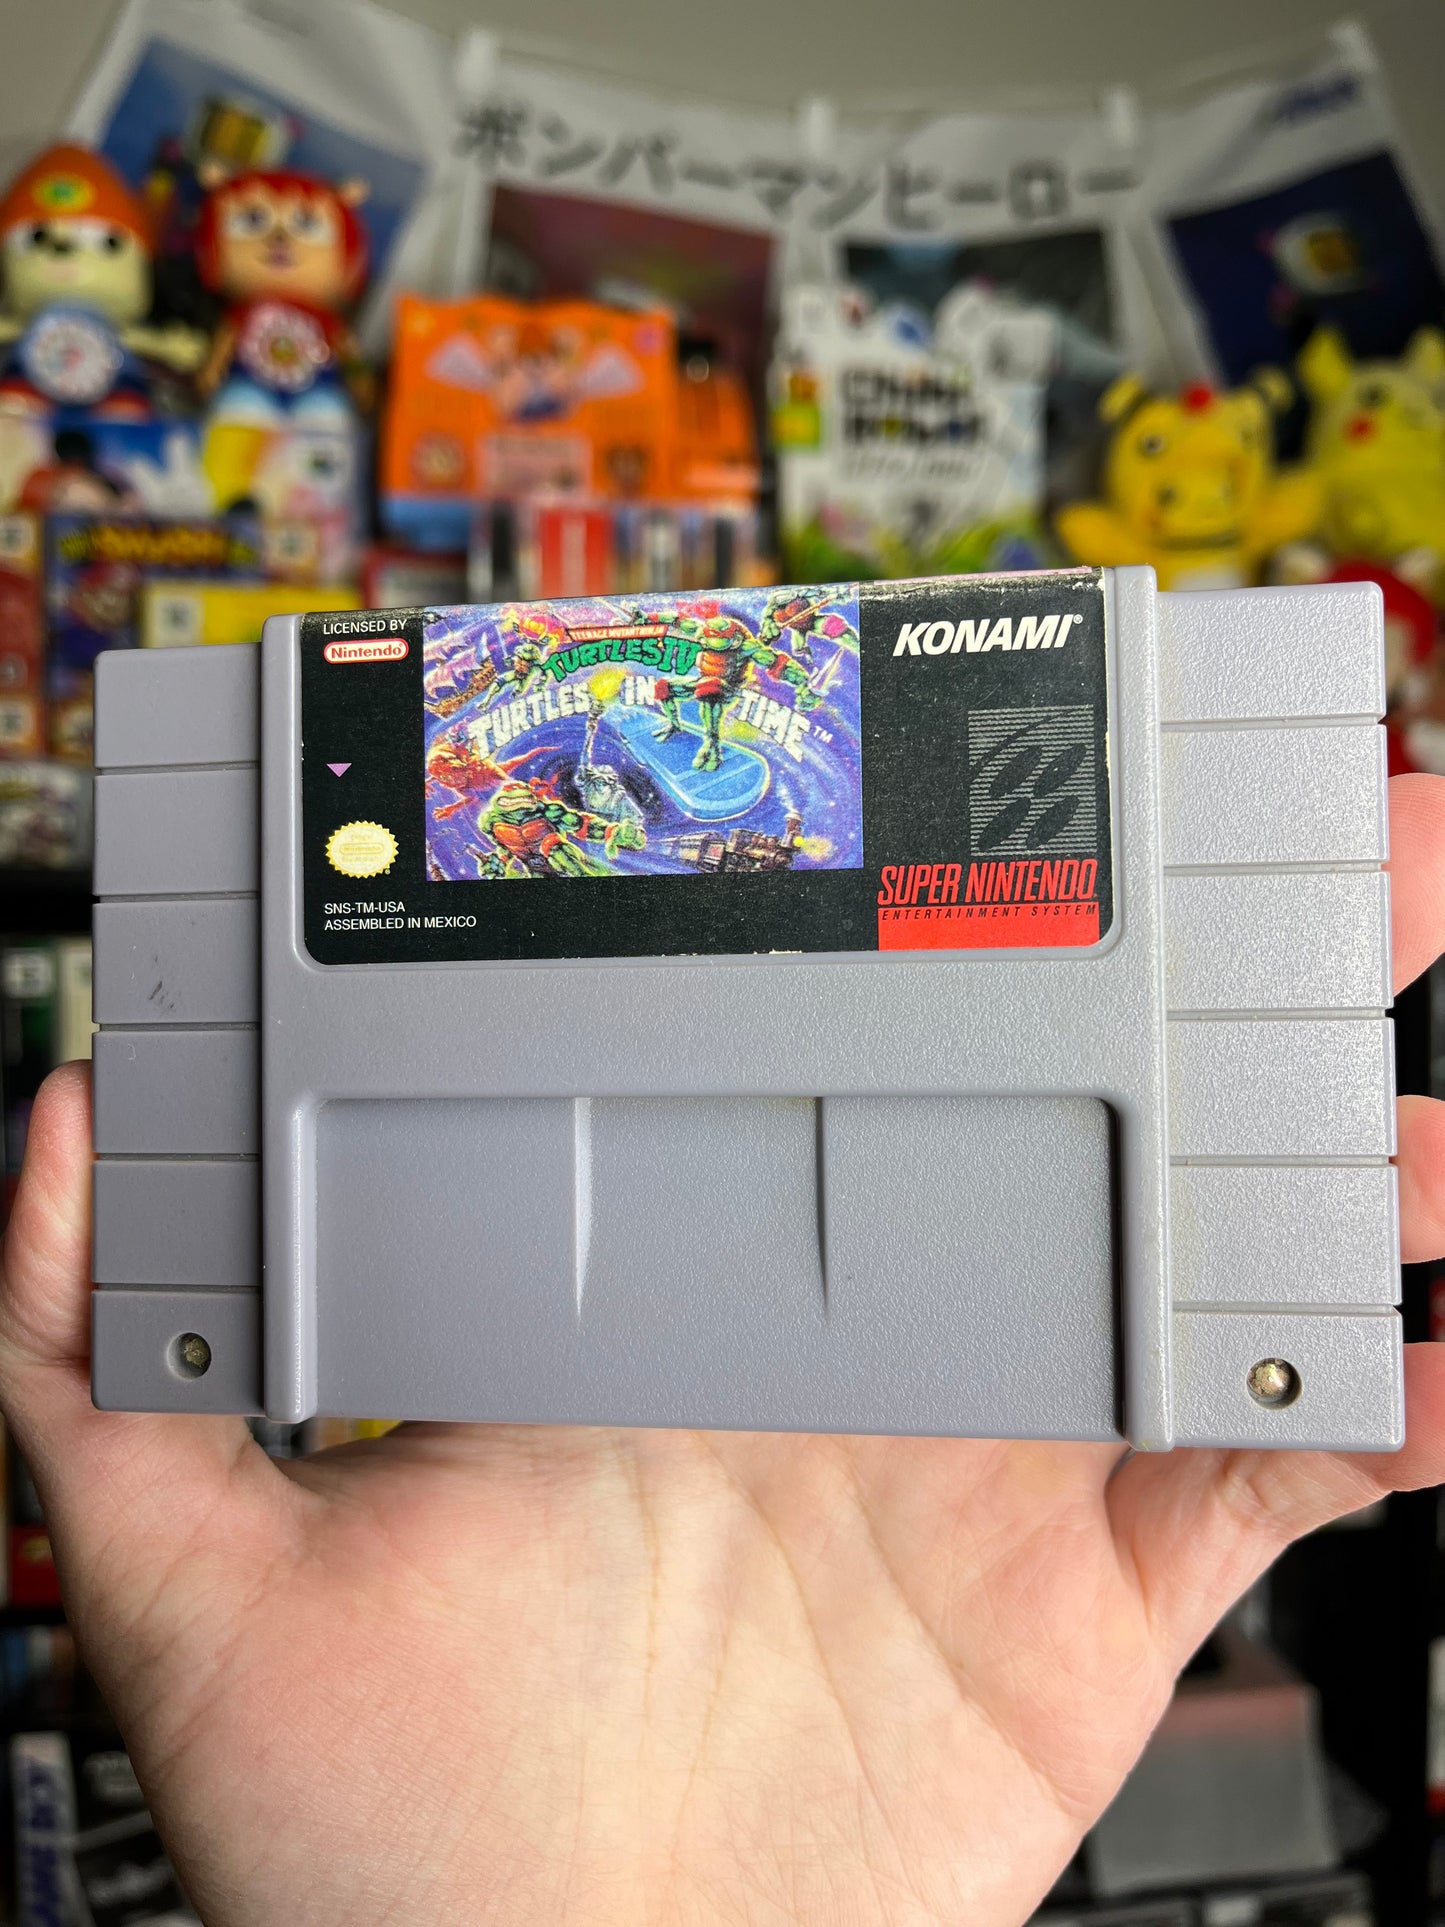 ボンバーマンヒーロー
LICENSED BY
Nintendo
TEENAGE MUTANT NINJA
TURTLES IV
TURTLES IN TIME™
KONAMI®
SUPER NINTENDO
ENTERTAINMENT SYSTEM
SNS-TM-USA
ASSEMBLED IN MEXICO